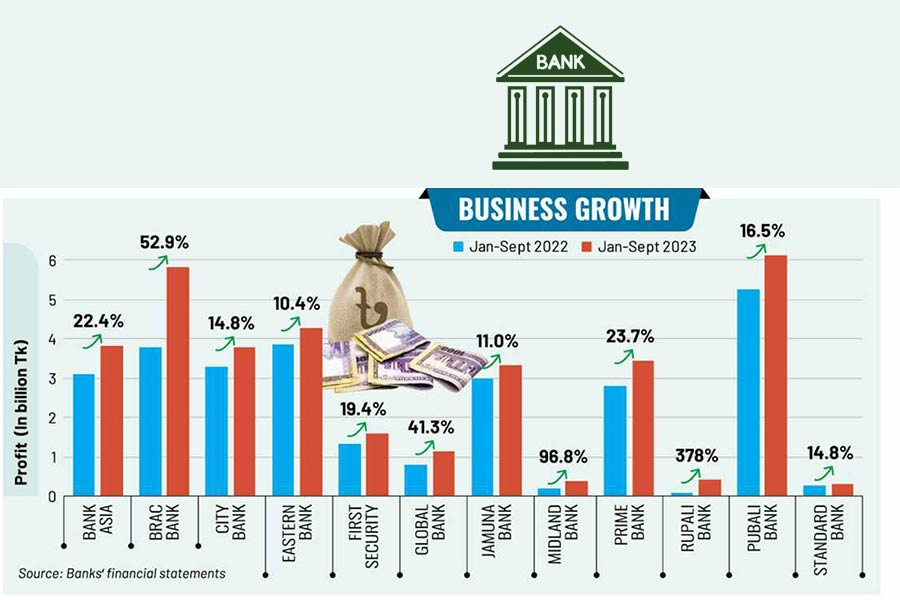 BANK
BUSINESS GROWTH
Jan-Sept 2022
Jan-Sept 2023
Profit (In billion Tk)
6
5
4
3
2
1
0
22.4%
52.9%
14.8%
10.4%
19.4%
41.3%
11.0%
96.8%
23.7%
378%
16.5%
14.8%
৳
1000
BANK
ASIA
BRAC
BANK
CITY
BANK
EASTERN
BANK
FIRST
SECURITY
GLOBAL
BANK
JAMUNA
BANK
MIDLAND
BANK
PRIME
BANK
RUPALI
BANK
PUBALI
BANK
STANDARD
BANK
Source: Banks' financial statements